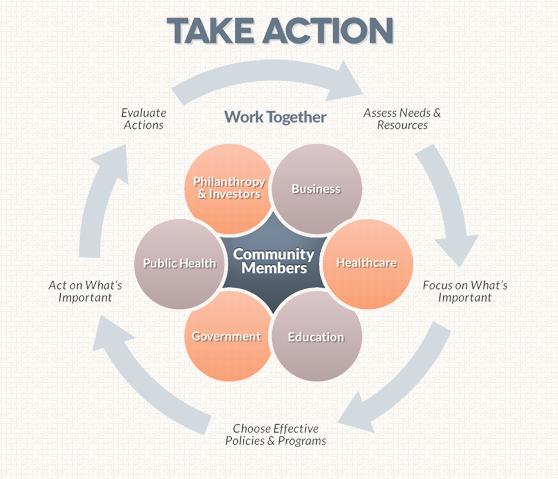 TAKE ACTION
Work Together
Evaluate
Actions
Assess Needs &
Resources
Philanthropy
& Investors
Business
Public Health
Community
Members
Healthcare
Act on What's
Important
Focus on What's
Important
Government
Education
Choose Effective
Policies & Programs